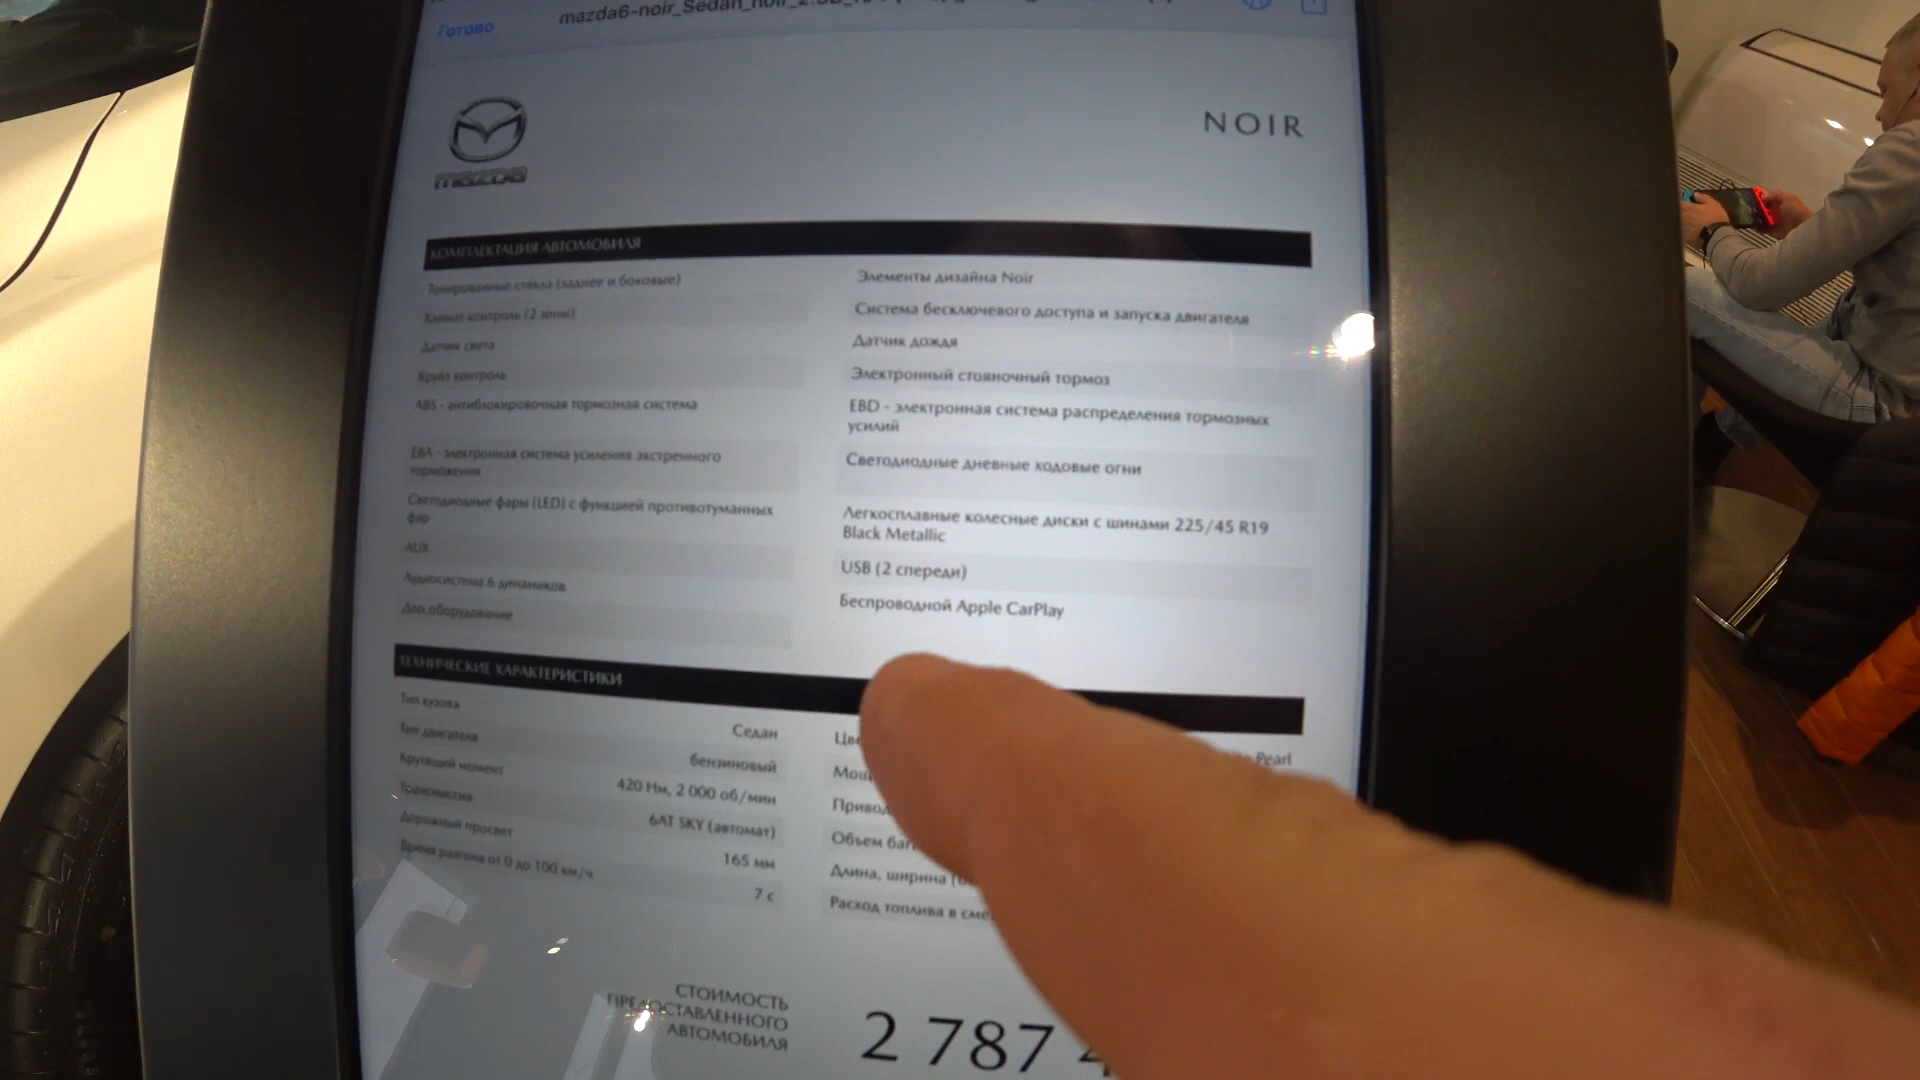 Готово
mazda6-noir_Sedan_noir_2.5L
NOIR
mazda
КОМПЛЕКТАЦИЯ АВТОМОБИЛЯ
Тонированные стекла (заднее и боковые)
Элементы дизайна Noir
Климат контроль (2 зоны)
Система бесключевого доступа и запуска двигателя
Датчик света
Датчик дождя
Круиз контроль
Электронный стояночный тормоз
ABS - антиблокировочная тормозная система
EBD - электронная система распределения тормозных
усилий
EBA - электронная система усиления экстренного
торможения
Светодиодные дневные ходовые огни
Светодиодные фары (LED) с функцией противотуманных
фар
Легкосплавные колесные диски с шинами 225/45 R19
Black Metallic
AUX
USB (2 спереди)
Аудиосистема 6 динамиков
Беспроводной Apple CarPlay
Доп.оборудование
ТЕХНИЧЕСКИЕ ХАРАКТЕРИСТИКИ
Тип кузова Седан
Pearl
Тип двигателя бензиновый
Крутящий момент 420 Нм, 2 000 об/мин
Привод
Трансмиссия 6AT SKY (автомат)
Объем
Дорожный просвет 165 мм
Длина, ширина
Время разгона от 0 до 100 км/ч 7 с
Расход топлива в
СТОИМОСТЬ
ПРЕДОСТАВЛЕННОГО
АВТОМОБИЛЯ
2 787